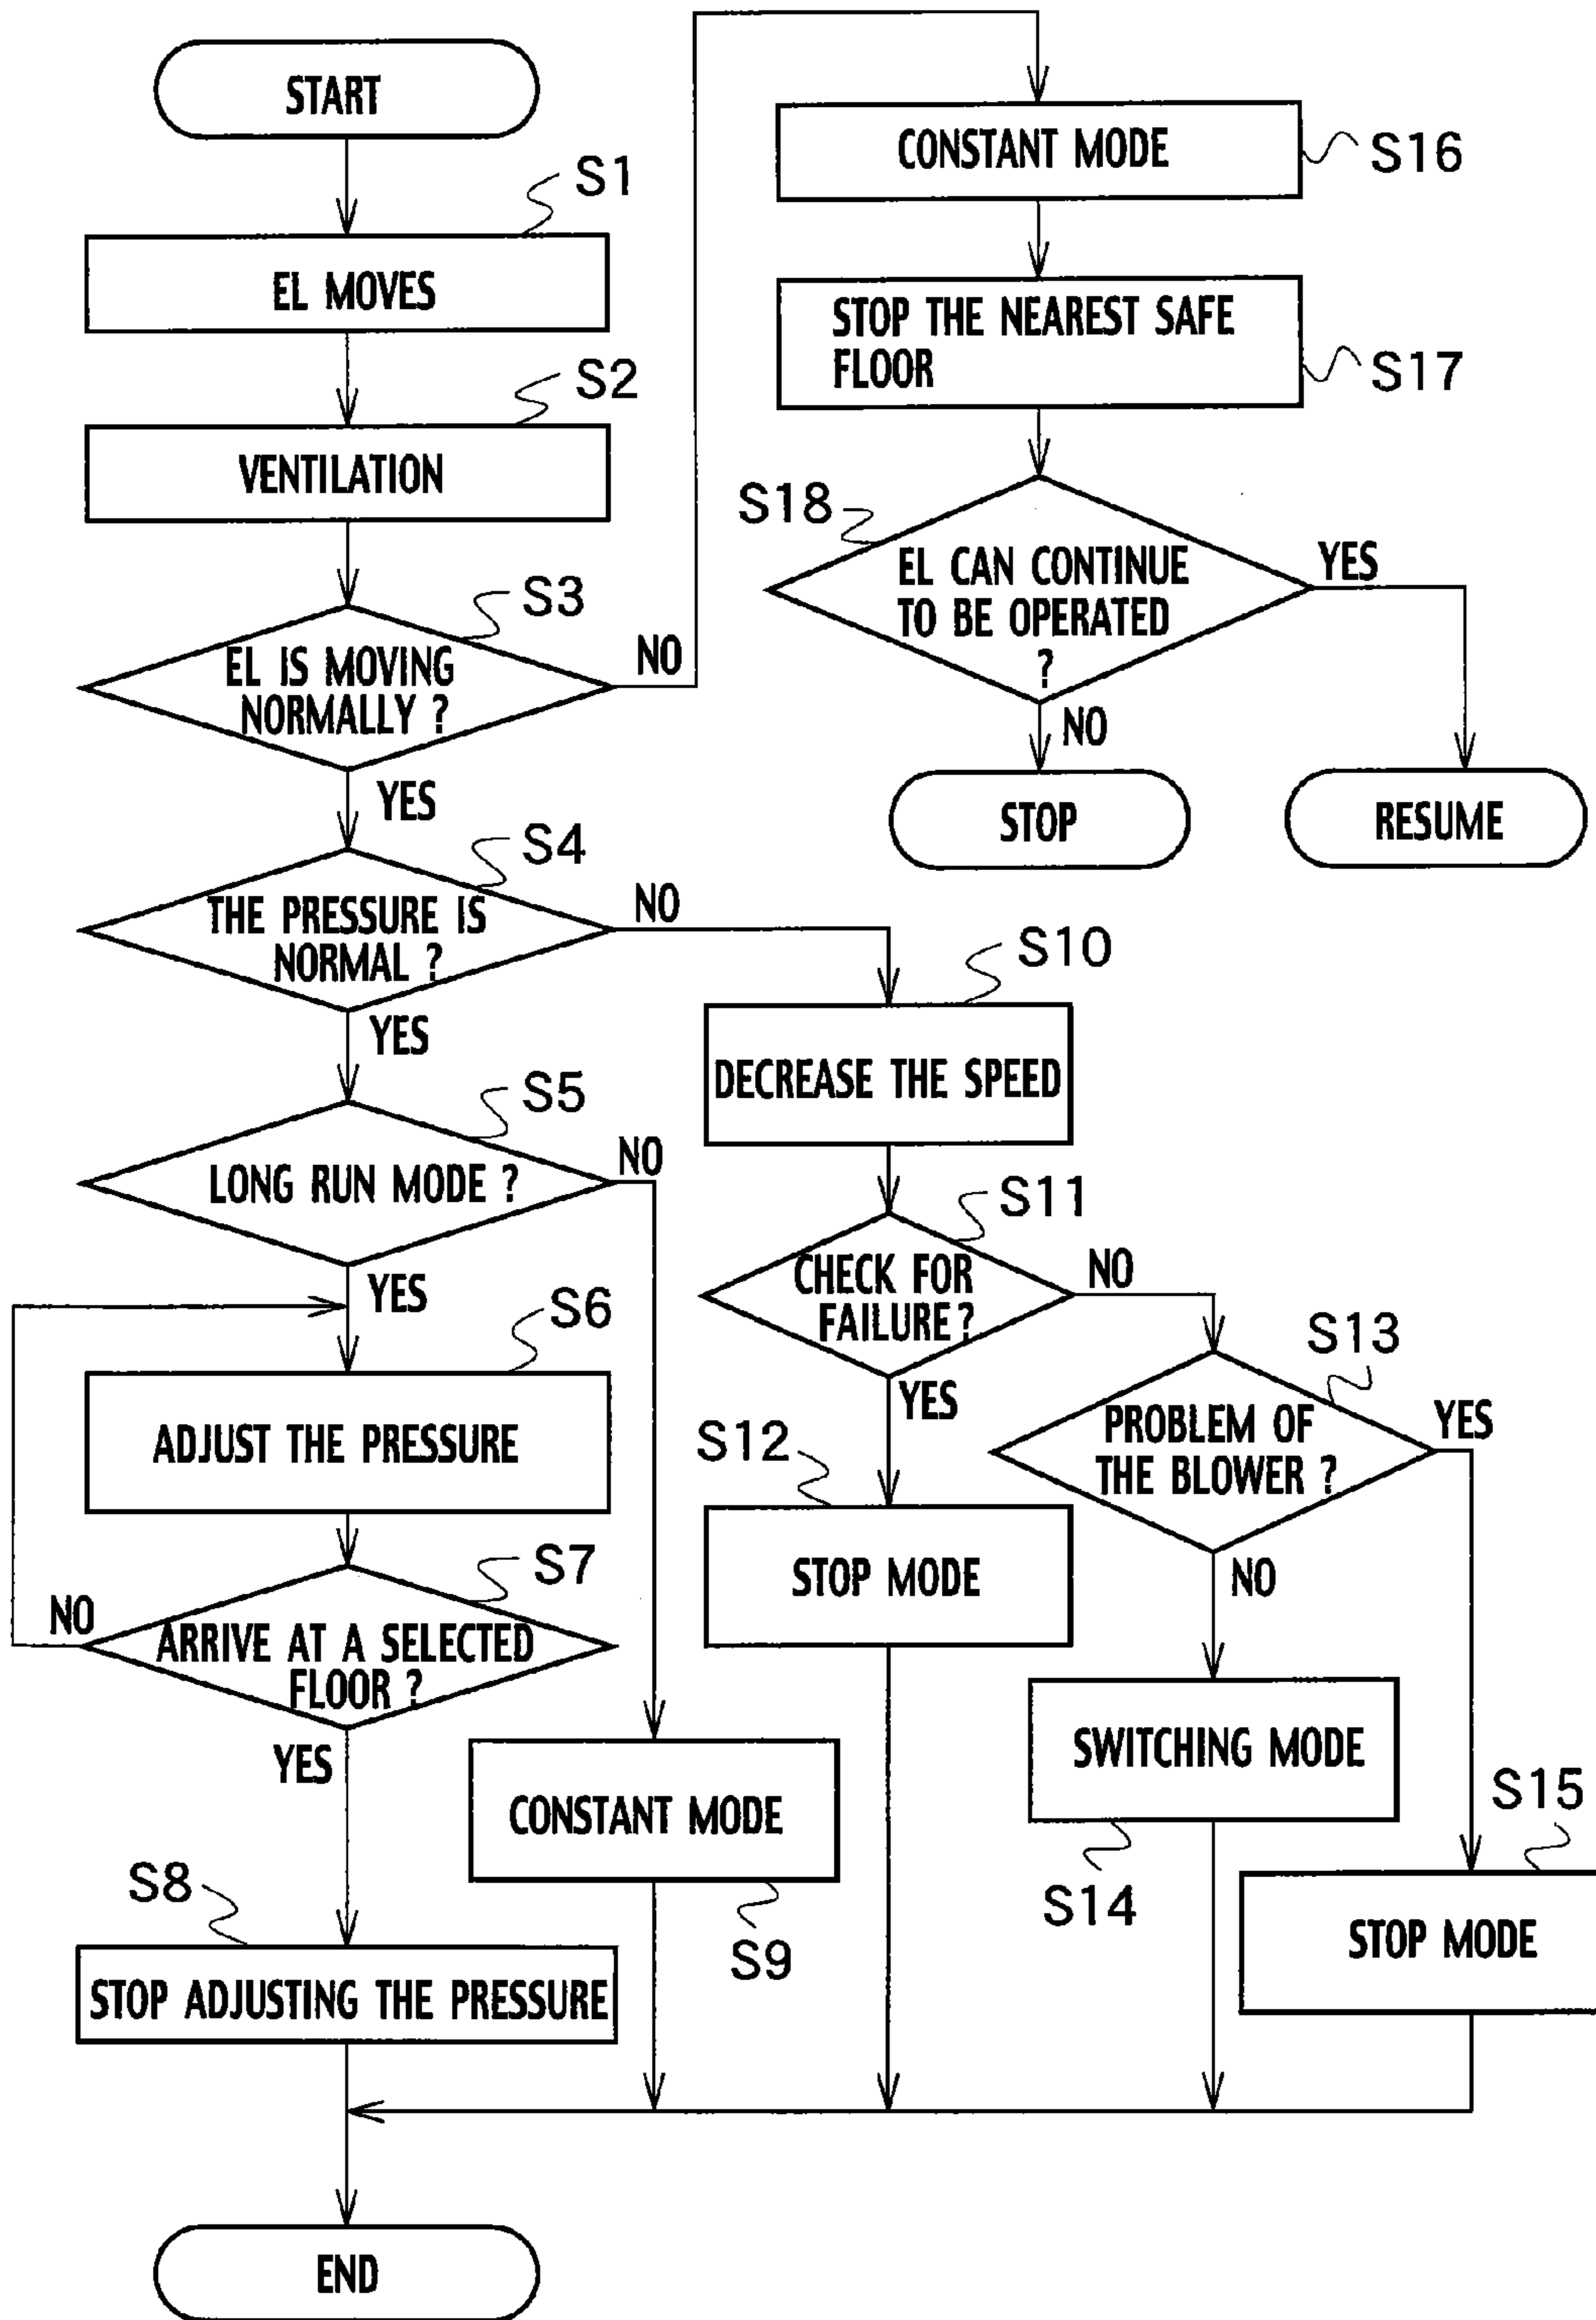 START
S1
EL MOVES
S2
VENTILATION
S3
EL IS MOVING
NORMALLY ?
NO
YES
S4
THE PRESSURE IS
NORMAL ?
NO
YES
S5
LONG RUN MODE ?
NO
YES
S6
ADJUST THE PRESSURE
S7
NO
ARRIVE AT A SELECTED
FLOOR ?
YES
S8
STOP ADJUSTING THE PRESSURE
CONSTANT MODE
S9
S10
DECREASE THE SPEED
S11
CHECK FOR
FAILURE ?
NO
YES
S12
STOP MODE
S13
PROBLEM OF
THE BLOWER ?
YES
NO
SWITCHING MODE
S14
S15
STOP MODE
END
CONSTANT MODE
S16
STOP THE NEAREST SAFE
FLOOR
S17
S18
EL CAN CONTINUE
TO BE OPERATED
?
YES
NO
STOP
RESUME